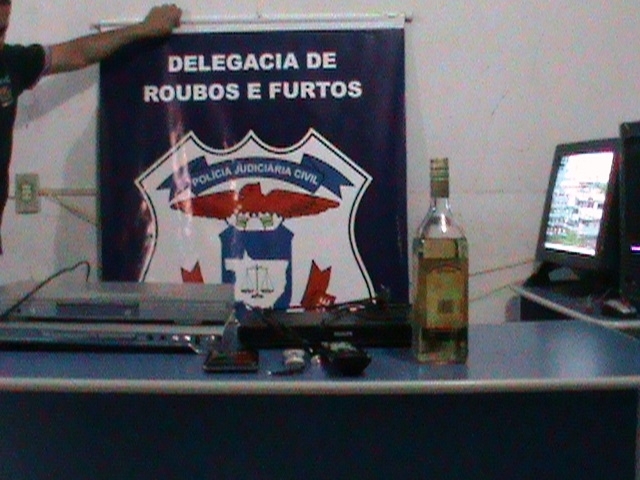 DELEGACIA DE
ROUBOS E FURTOS
POLÍCIA JUDICIÁRIA CIVIL